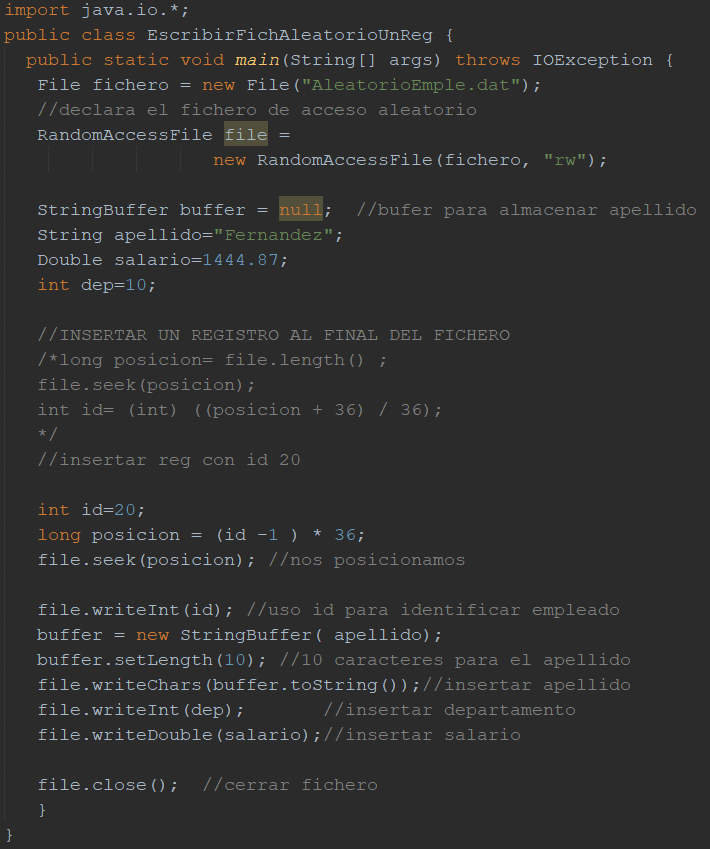 import java.io.*;
public class EscribirFichAleatorioUnReg {
public static void main(String[] args) throws IOException {
File fichero = new File("AleatorioEmple.dat");
//declara el fichero de acceso aleatorio
RandomAccessFile file =
new RandomAccessFile(fichero, "rw");
StringBuffer buffer = null; //bufer para almacenar apellido
String apellido="Fernandez";
Double salario=1444.87;
int dep=10;
//INSERTAR UN REGISTRO AL FINAL DEL FICHERO
/*long posicion= file.length() ;
file.seek(posicion);
int id= (int) ((posicion + 36) / 36);
*/
//insertar reg con id 20
int id=20;
long posicion = (id -1 ) * 36;
file.seek(posicion); //nos posicionamos
file.writeInt(id); //uso id para identificar empleado
buffer = new StringBuffer( apellido);
buffer.setLength(10); //10 caracteres para el apellido
file.writeChars(buffer.toString());//insertar apellido
file.writeInt(dep); //insertar departamento
file.writeDouble(salario);//insertar salario
file.close(); //cerrar fichero
}
}